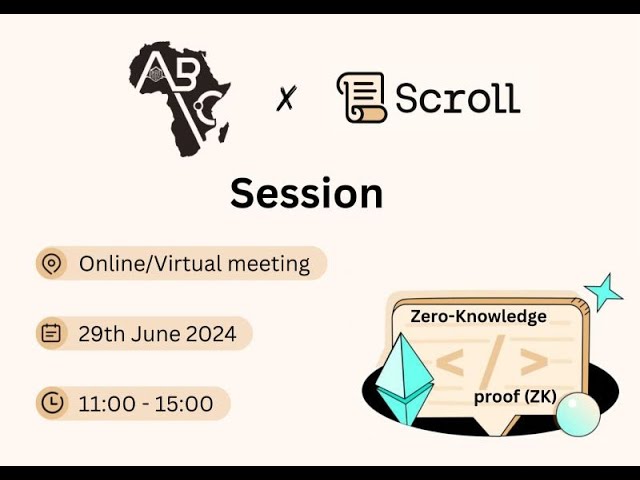 ABC
x Scroll
Session
Online/Virtual meeting
29th June 2024
11:00 - 15:00
Zero-Knowledge
</>
proof (ZK)